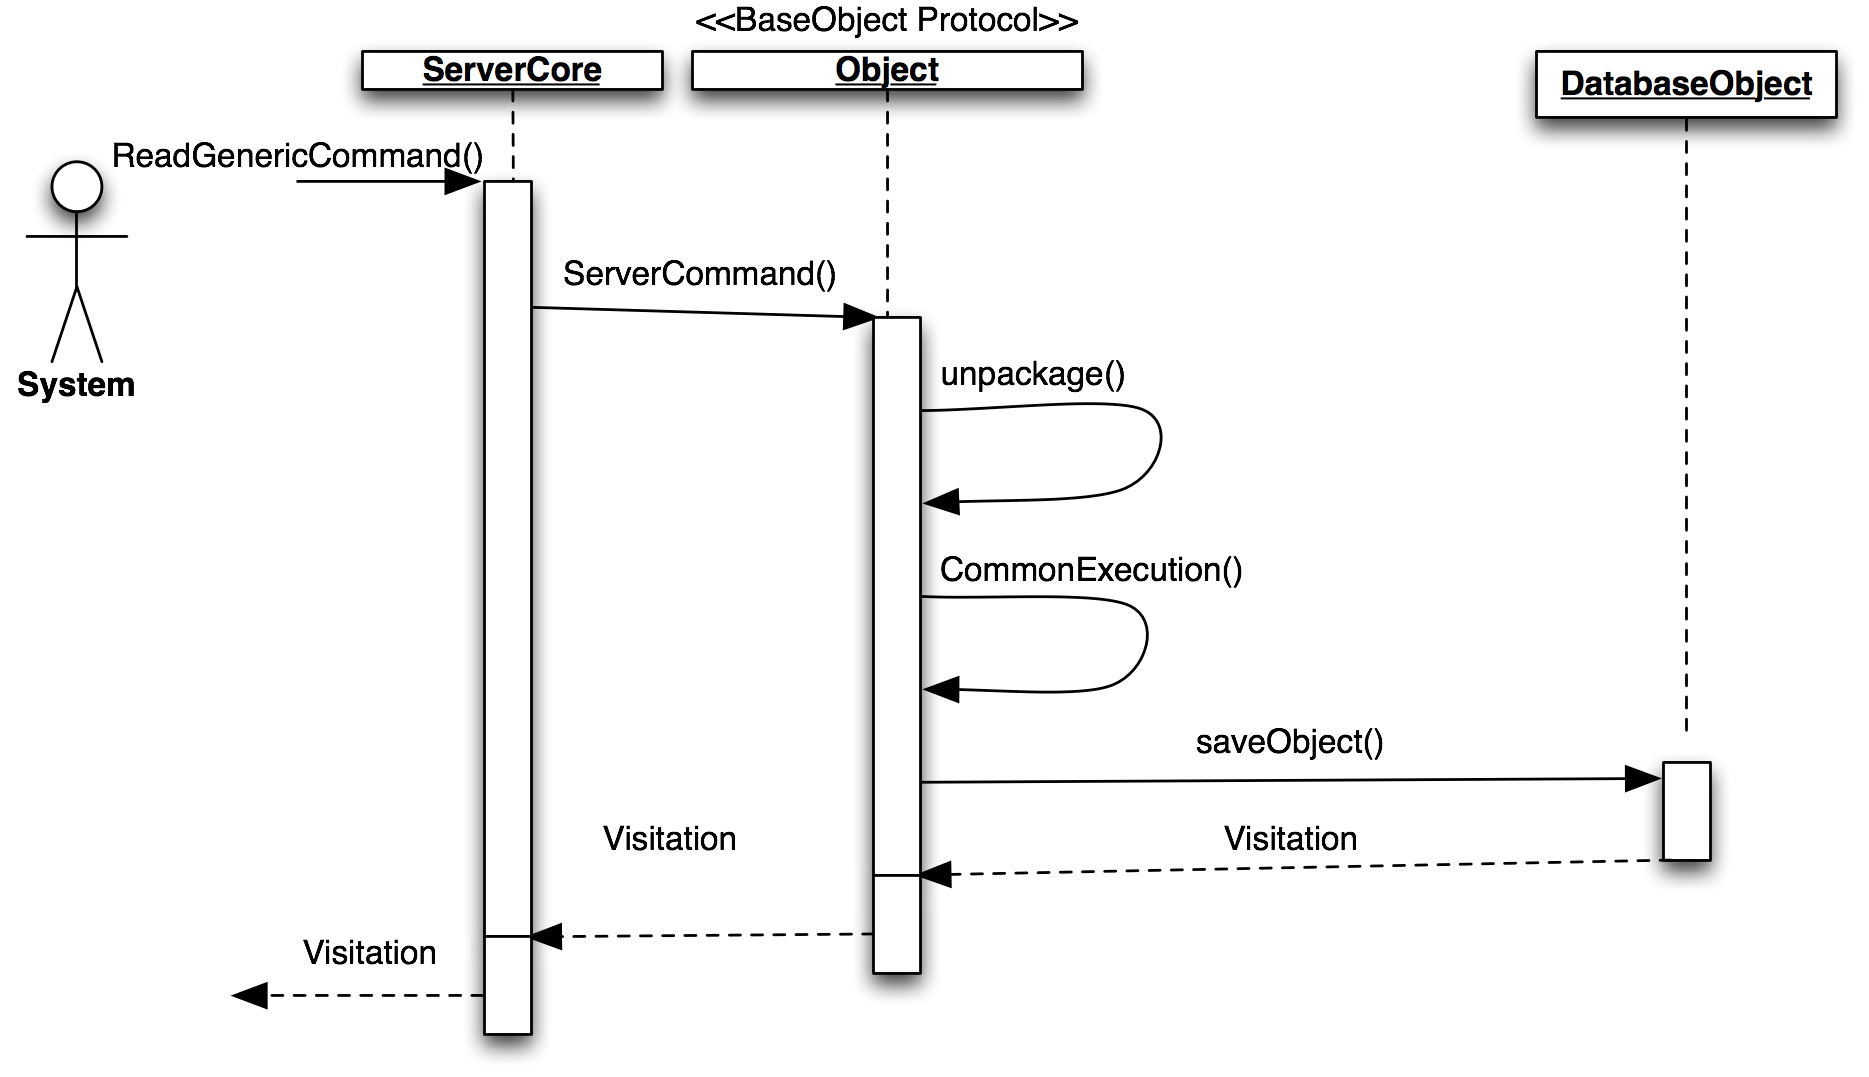 <<BaseObject Protocol>>
ServerCore
Object
DatabaseObject
ReadGenericCommand()
System
ServerCommand()
unpackage()
CommonExecution()
saveObject()
Visitation
Visitation
Visitation